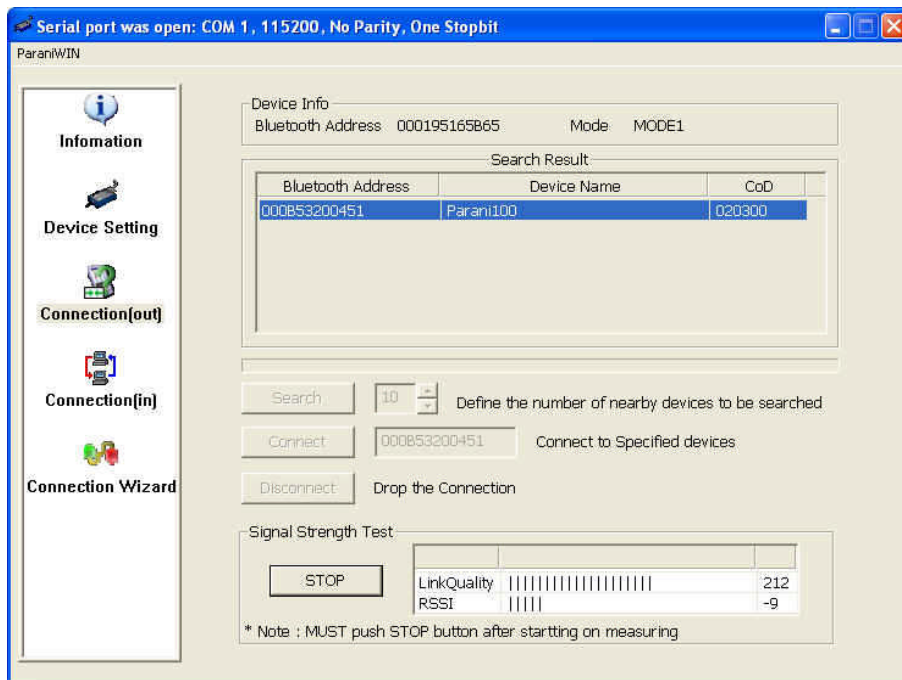 Serial port was open: COM 1, 115200, No Parity, One Stopbit
ParaniWIN
Infomation
Device Setting
Connection(out)
Connection(in)
Connection Wizard
Device Info
Bluetooth Address 000195165B65 Mode MODE1
Search Result
Bluetooth Address Device Name CoD
000B53200451 Parani100 020300
Search 10 Define the number of nearby devices to be searched
Connect 000B53200451 Connect to Specified devices
Disconnect Drop the Connection
Signal Strength Test
STOP
LinkQuality |||||||||||||||||||| 212
RSSI ||||| -9
* Note : MUST push STOP button after startting on measuring